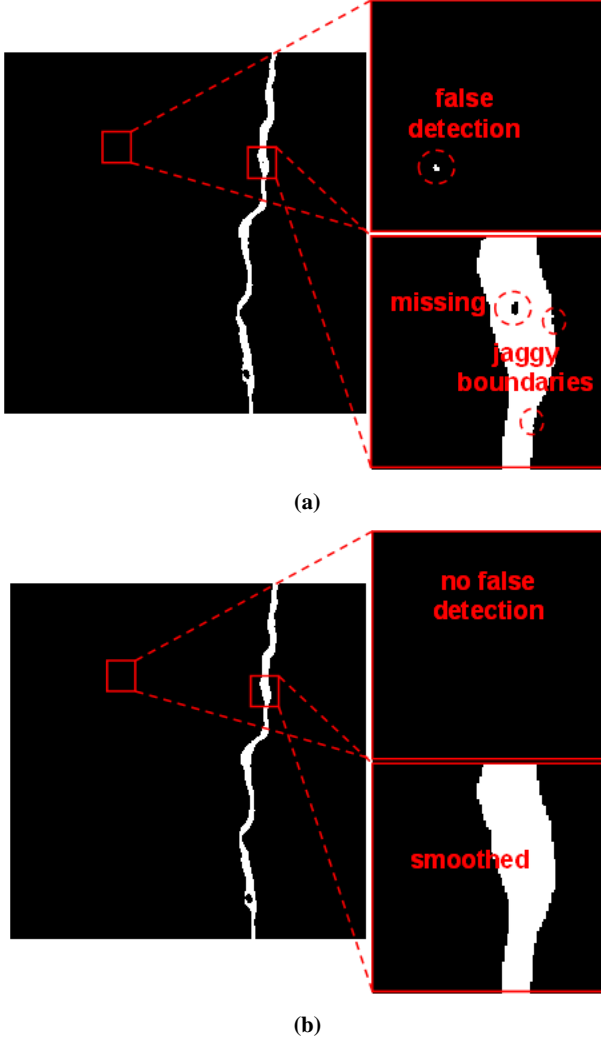 false
detection
missing
jaggy
boundaries
(a)
no false
detection
smoothed
(b)